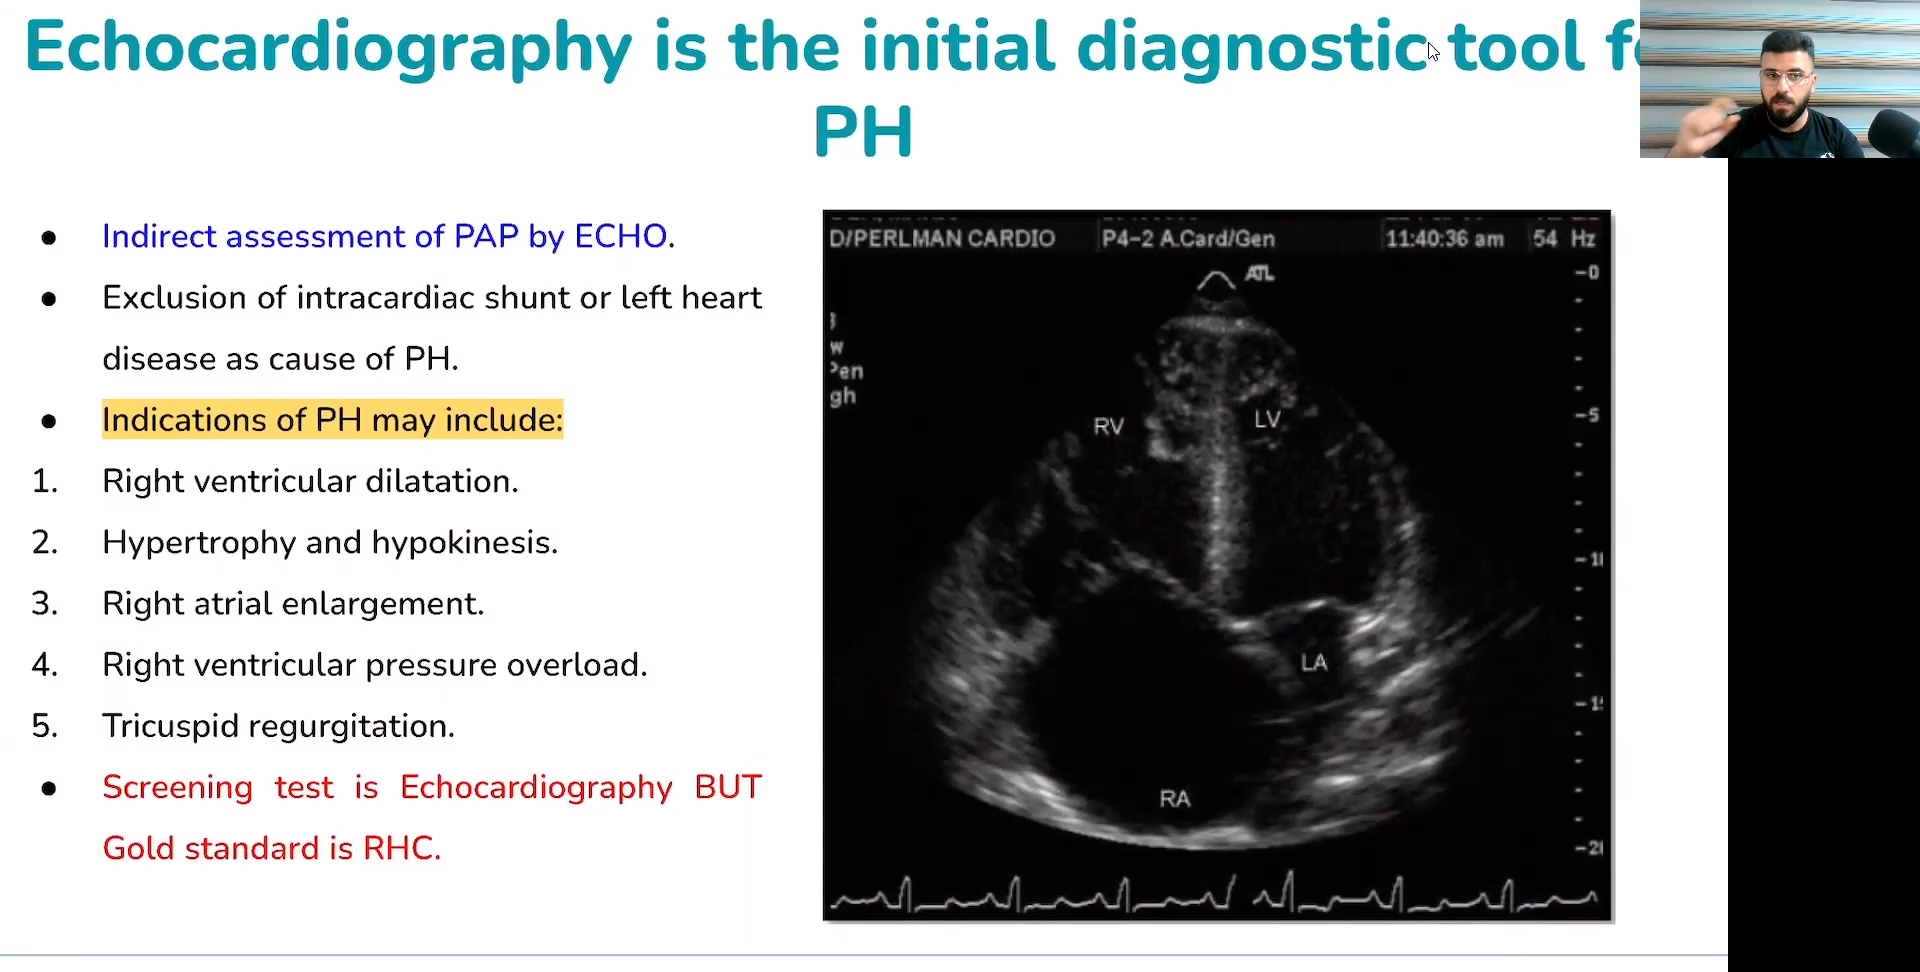 Echocardiography is the initial diagnostic tool
PH
● Indirect assessment of PAP by ECHO.
● Exclusion of intracardiac shunt or left heart
disease as cause of PH.
● Indications of PH may include:
1. Right ventricular dilatation.
2. Hypertrophy and hypokinesis.
3. Right atrial enlargement.
4. Right ventricular pressure overload.
5. Tricuspid regurgitation.
● Screening test is Echocardiography BUT
Gold standard is RHC.
D/PERLMAN CARDIO P4-2 A.Card/Gen 11:40:36 am 54 Hz
ATL
-0
Pen
gh
RV
LV
-5
LA
RA